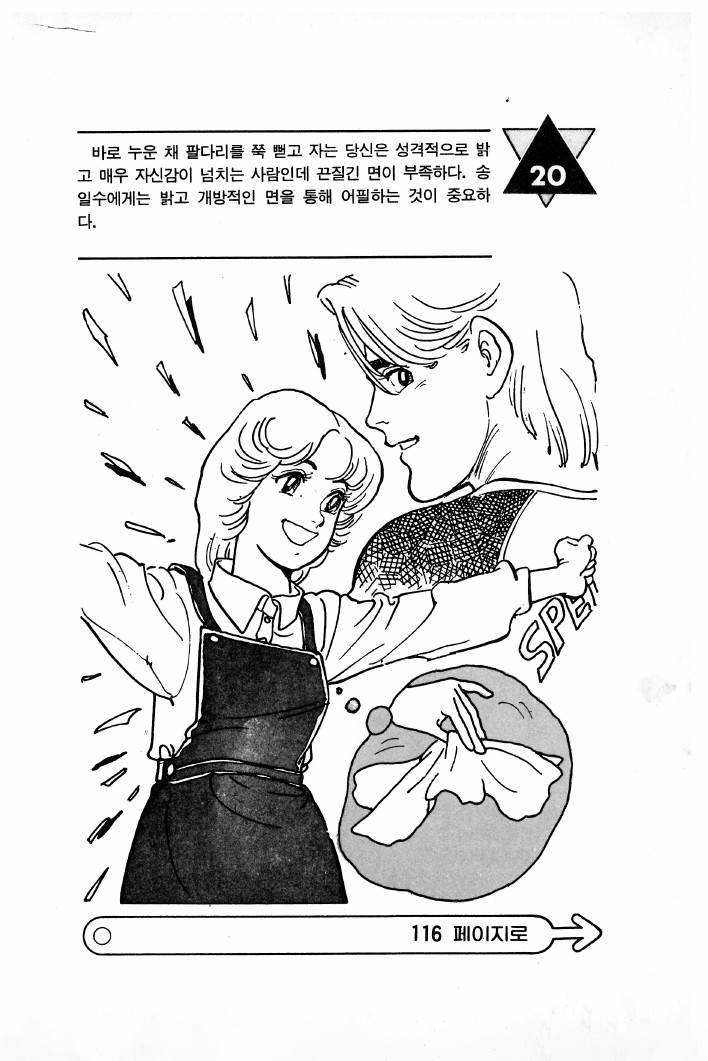 바로 누운 채 팔다리를 쭉 뻗고 자는 당신은 성격적으로 밝
고 매우 자신감이 넘치는 사람인데 끈질긴 면이 부족하다. 송
일수에게는 밝고 개방적인 면을 통해 어필하는 것이 중요하
다.
20
116 페이지로